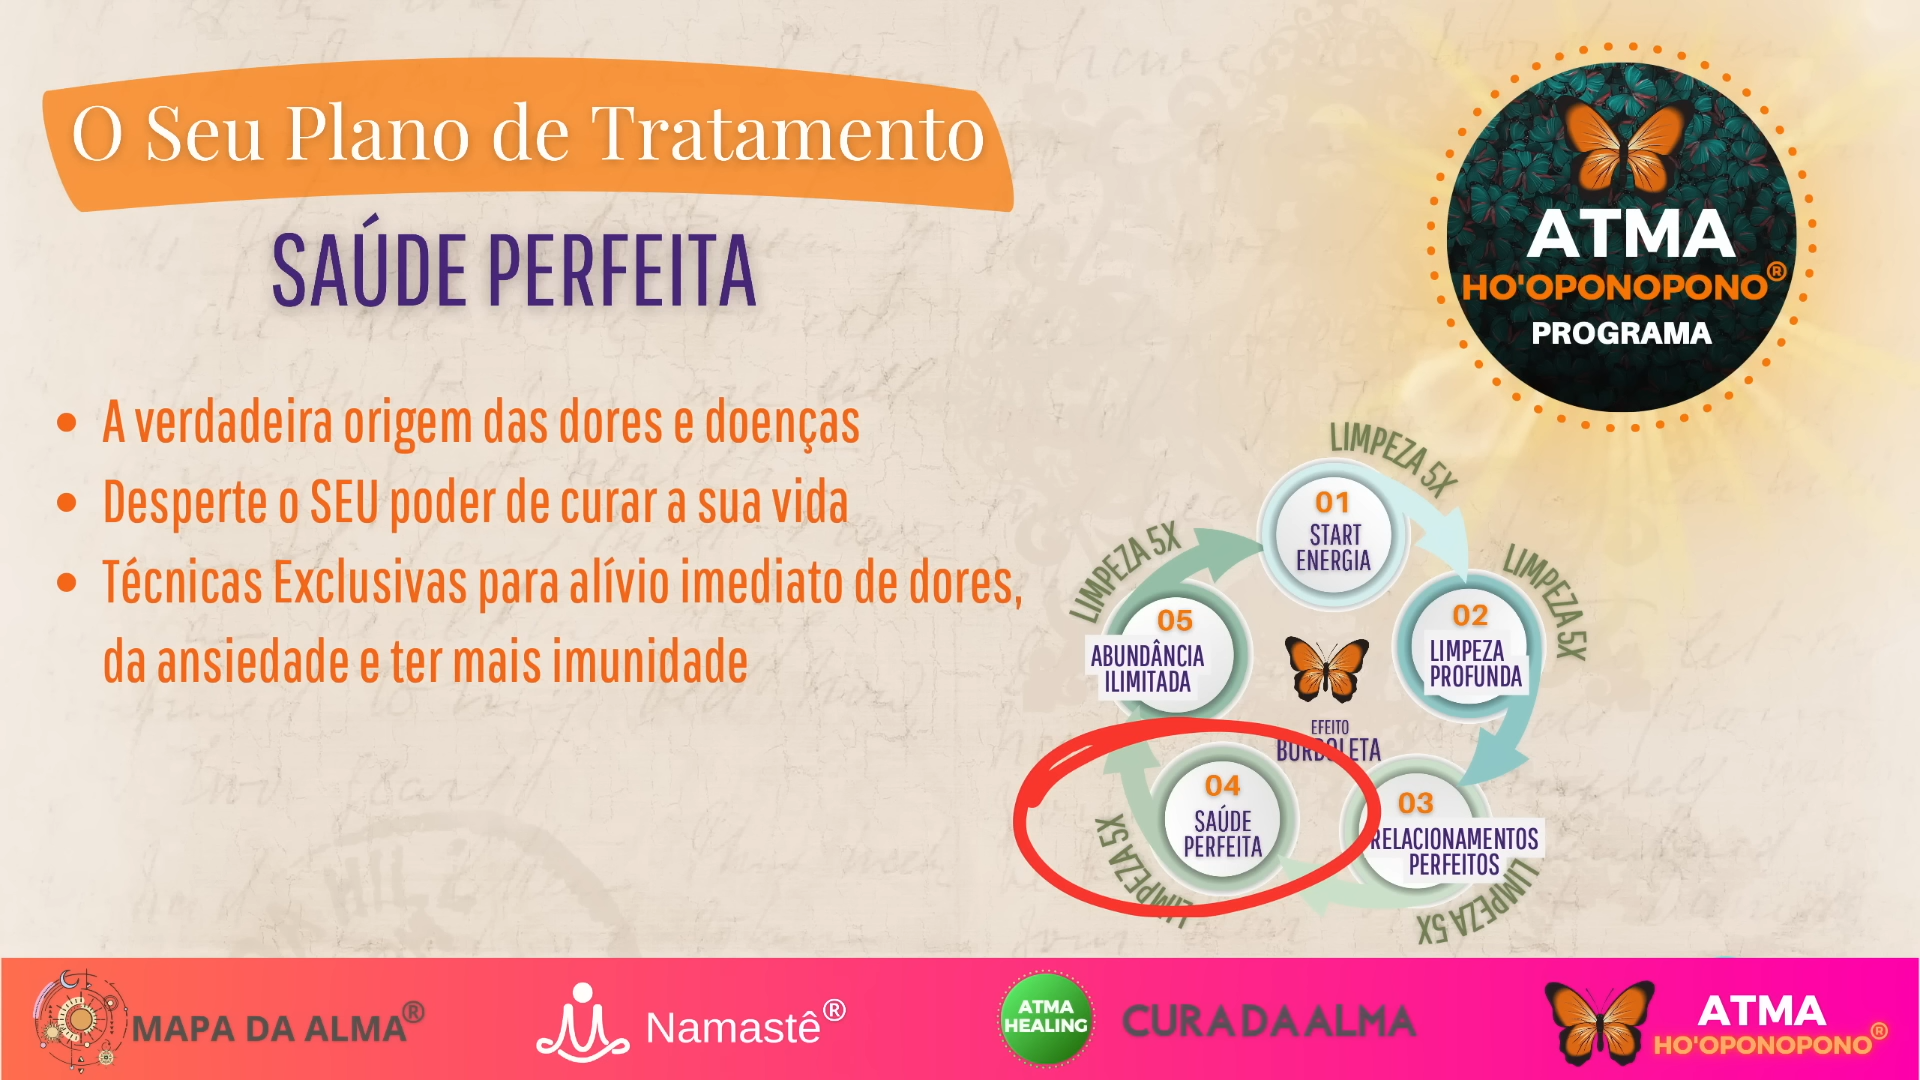 O Seu Plano de Tratamento
SAÚDE PERFEITA
• A verdadeira origem das dores e doenças
• Desperte o SEU poder de curar a sua vida
• Técnicas Exclusivas para alívio imediato de dores,
da ansiedade e ter mais imunidade
ATMA
HO'OPONOPONO®
PROGRAMA
LIMPEZA 5X
01
START
ENERGIA
LIMPEZA 5X
02
LIMPEZA
PROFUNDA
LIMPEZA 5X
03
RELACIONAMENTOS
PERFEITOS
LIMPEZA 5X
04
SAÚDE
PERFEITA
LIMPEZA 5X
05
ABUNDÂNCIA
ILIMITADA
EFEITO
BORBOLETA
MAPA DA ALMA®
Namastê®
ATMA
HEALING
CURA DA ALMA
ATMA
HO'OPONOPONO®